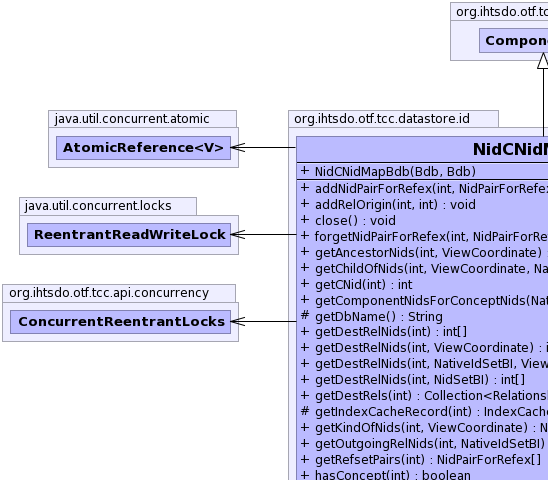 org.ihtsdo.otf.tc
Compone
java.util.concurrent.atomic
AtomicReference<V>
java.util.concurrent.locks
ReentrantReadWriteLock
org.ihtsdo.otf.tcc.api.concurrency
ConcurrentReentrantLocks
org.ihtsdo.otf.tcc.datastore.id
NidCNidM
+ NidCNidMapBdb(Bdb, Bdb)
+ addNidPairForRefex(int, NidPairForRefex
+ addRelOrigin(int, int) : void
+ close() : void
+ forgetNidPairForRefex(int, NidPairForRe
+ getAncestorNids(int, ViewCoordinate) :
+ getChildOfNids(int, ViewCoordinate, Na
+ getCNid(int) : int
+ getComponentNidsForConceptNids(Nat
# getDbName() : String
+ getDestRelNids(int) : int[]
+ getDestRelNids(int, ViewCoordinate) : i
+ getDestRelNids(int, NativeIdSetBI, View
+ getDestRelNids(int, NidSetBI) : int[]
+ getDestRels(int) : Collection<Relations
# getIndexCacheRecord(int) : IndexCach
+ getKindOfNids(int, ViewCoordinate) : N
+ getOutgoingRelNids(int, NativeIdSetBI)
+ getRefsetPairs(int) : NidPairForRefex[]
+ hasConcept(int) : boolean